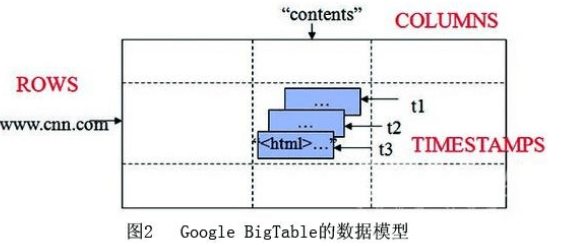 “contents”
COLUMNS
ROWS
www.cnn.com
…
t1
…
t2
“<html>…”
t3
TIMESTAMPS
图2 Google BigTable的数据模型